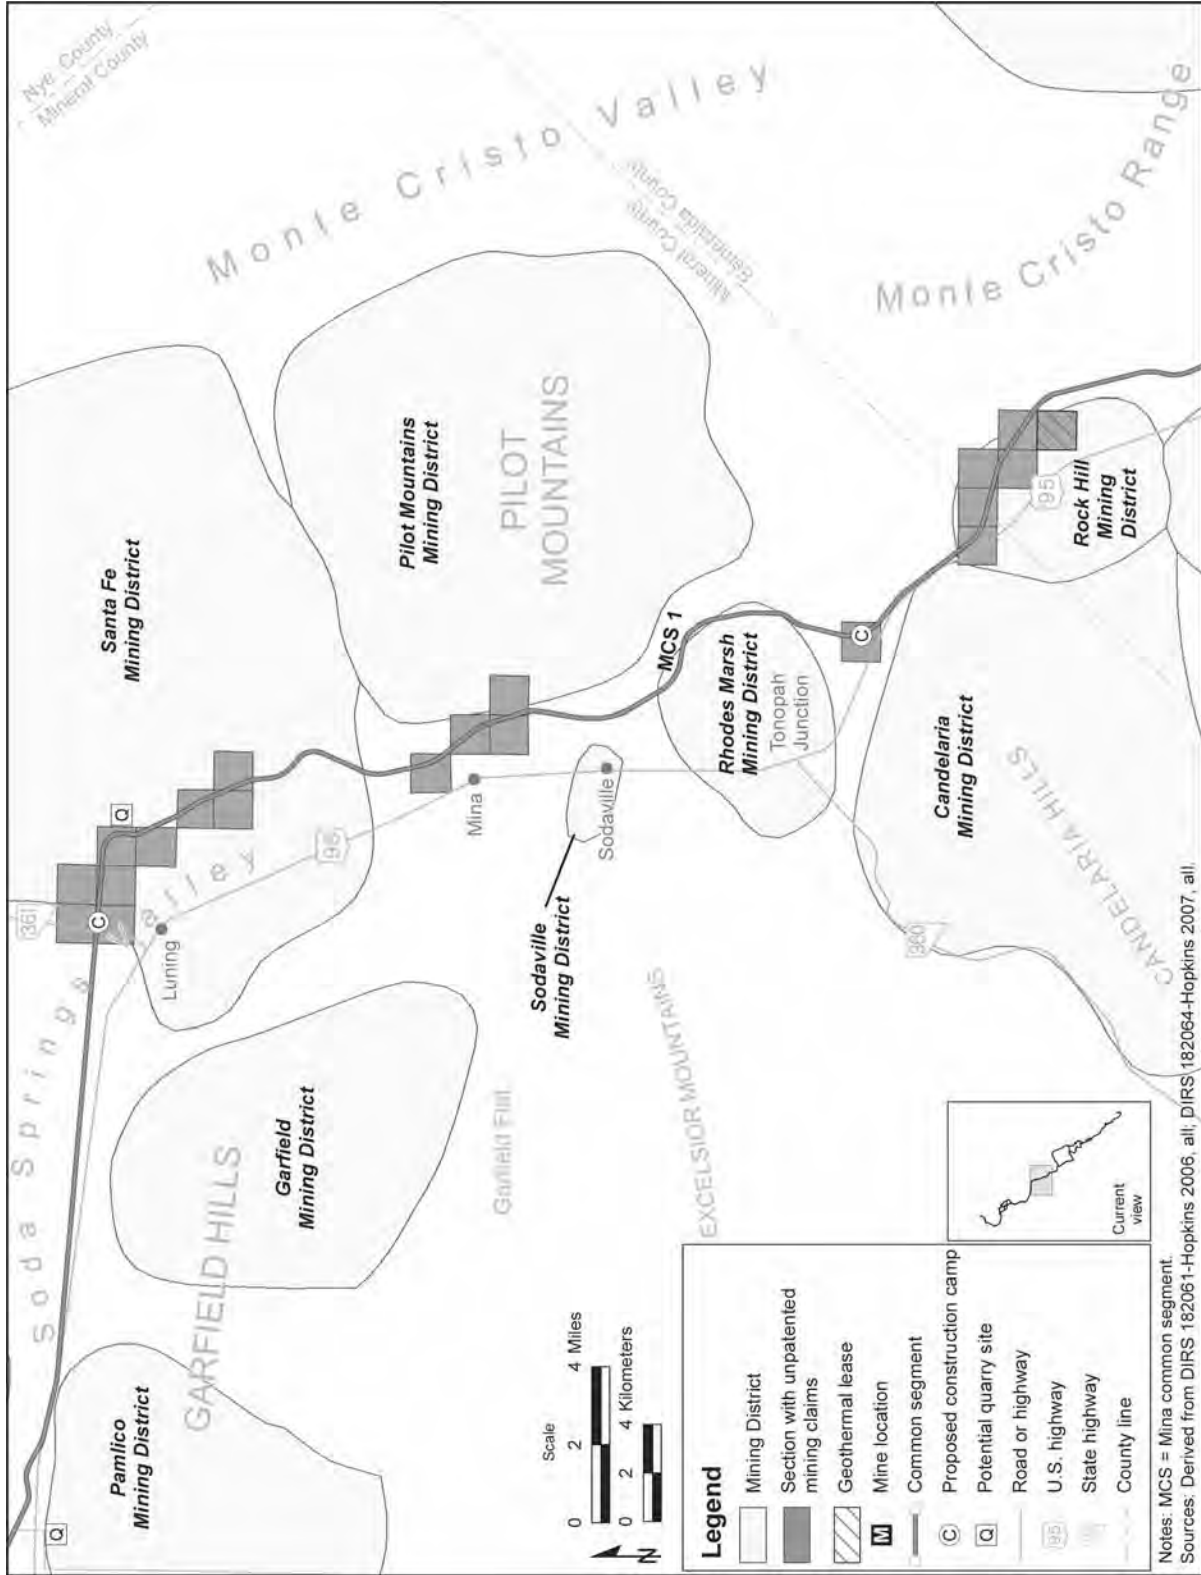 Nye County
Mineral County
Monte Cristo Valley
Mineral County
Esmeralda County
Monte Cristo Range
Santa Fe
Mining District
Pilot Mountains
Mining District
PILOT
MOUNTAINS
361
C
Q
Soda Springs
Valley
Luning
95
Mina
Sodaville
Sodaville
Mining District
MCS 1
Rhodes Marsh
Mining District
Tonopah
Junction
C
95
Rock Hill
Mining
District
Candelaria
Mining District
CANDELARIA HILLS
360
Garfield
Mining District
GARFIELD HILLS
Garfield Flat
EXCELSIOR MOUNTAINS
Pamlico
Mining District
Q
Scale
0 2 4 Miles
0 2 4 Kilometers
N
Legend
Mining District
Section with unpatented
mining claims
Geothermal lease
M Mine location
Common segment
C Proposed construction camp
Q Potential quarry site
Road or highway
95 U.S. highway
State highway
County line
Current
view
Notes: MCS = Mina common segment.
Sources: Derived from DIRS 182061-Hopkins 2006, all; DIRS 182064-Hopkins 2007, all.